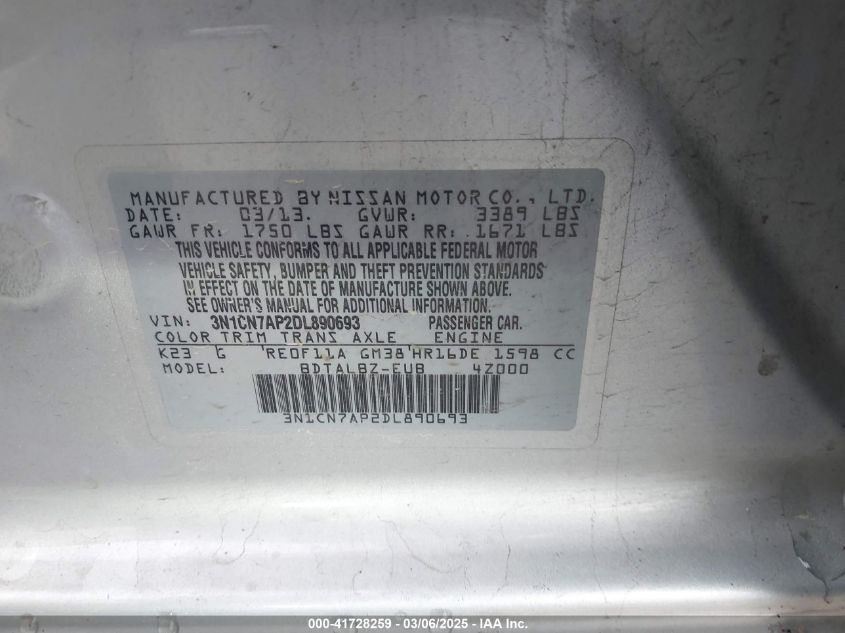 MANUFACTURED BY NISSAN MOTOR CO., LTD.
DATE: 03/13. GVWR: 3389 LBS
GAWR FR: 1750 LBS GAWR RR: 1671 LBS
THIS VEHICLE CONFORMS TO ALL APPLICABLE FEDERAL MOTOR
VEHICLE SAFETY, BUMPER AND THEFT PREVENTION STANDARDS
IN EFFECT ON THE DATE OF MANUFACTURE SHOWN ABOVE.
SEE OWNER'S MANUAL FOR ADDITIONAL INFORMATION.
VIN: 3N1CN7AP2DL890693 PASSENGER CAR.
COLOR TRIM TRANS AXLE ENGINE
K23 G RE0F11A GM38 HR16DE 1598 CC
MODEL: BDTALBZ-EUB 4Z000
3N1CN7AP2DL890693
000-41728259 - 03/06/2025 - IAA Inc.